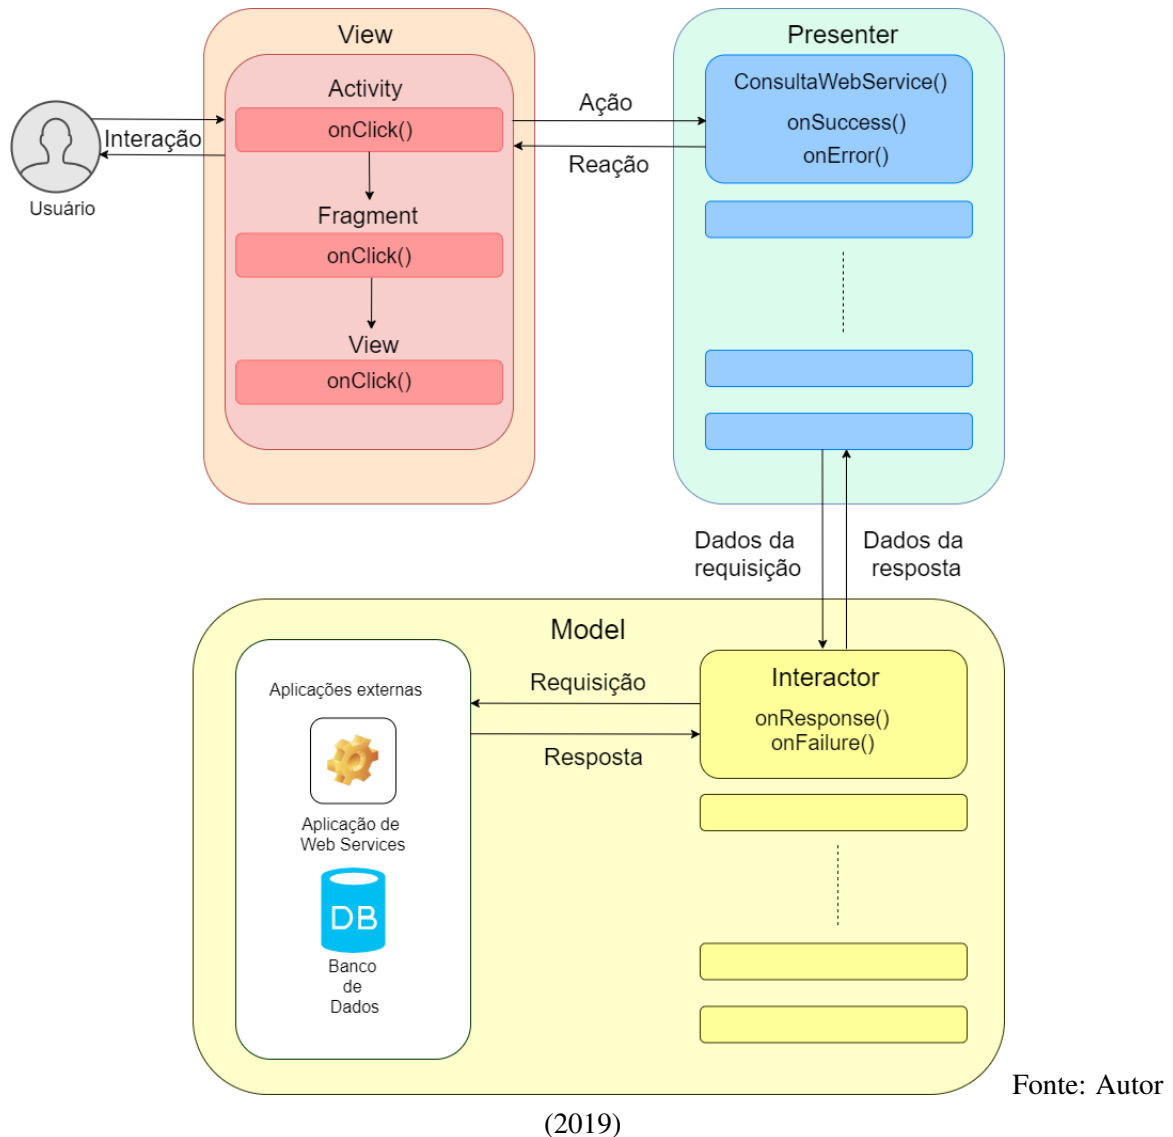 View
Activity
onClick()
Fragment
onClick()
View
onClick()
Interação
Usuário
Ação
Reação
Presenter
ConsultaWebService()
onSuccess()
onError()
Dados da
requisição
Dados da
resposta
Model
Aplicações externas
Aplicação de
Web Services
DB
Banco
de
Dados
Requisição
Resposta
Interactor
onResponse()
onFailure()
Fonte: Autor
(2019)